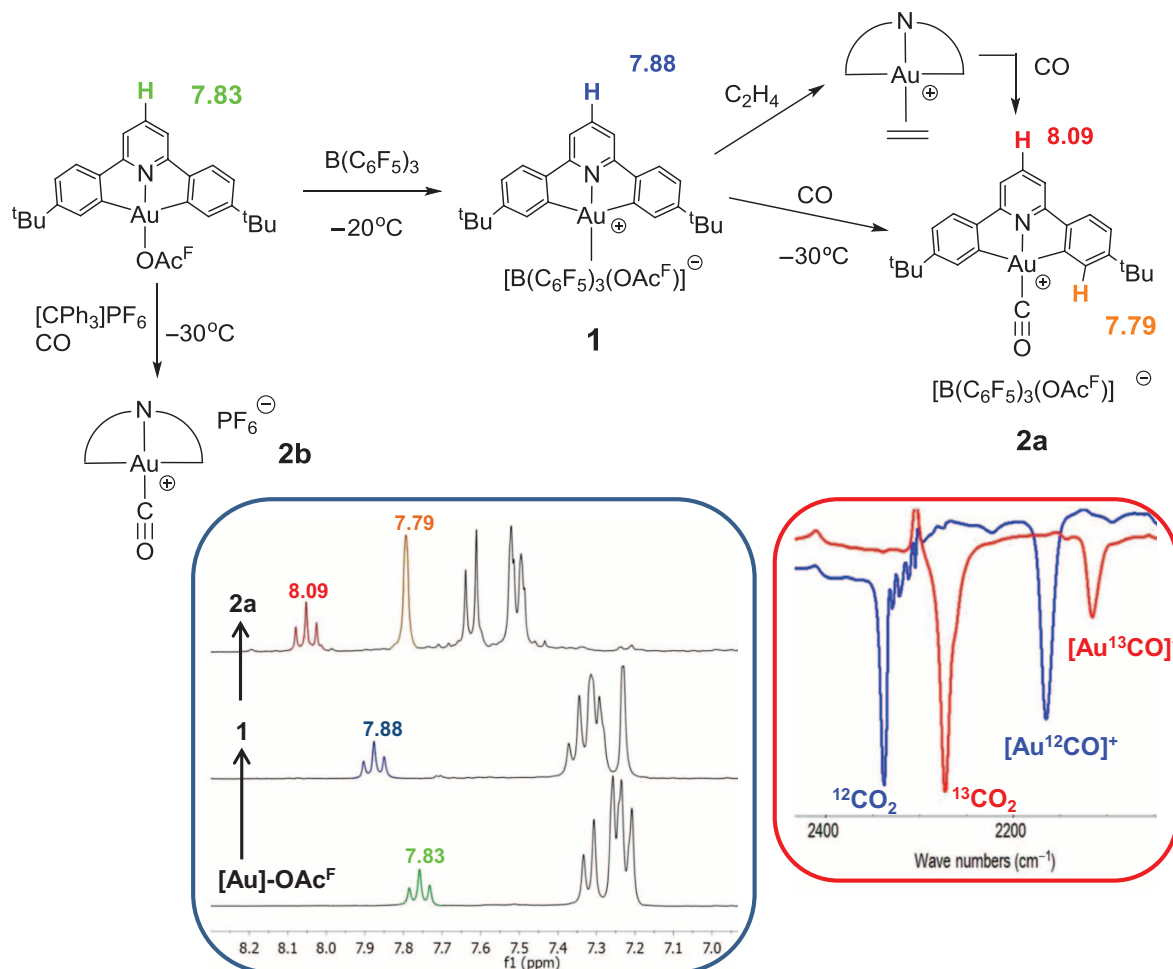 H 7.83
N
Au
tBu
tBu
OAcF
B(C6F5)3
−20°C
H 7.88
N
Au ⊕
tBu
tBu
[B(C6F5)3(OAcF)]⊖
1
C2H4
N
Au
⊕
CO
CO
−30°C
H 8.09
N
Au
⊕
tBu
tBu
H
7.79
C
O
[B(C6F5)3(OAcF)] ⊖
2a
[CPh3]PF6
CO
−30°C
N
Au
⊕
C
O
PF6⊖
2b
7.79
8.09
2a
7.88
1
7.83
[Au]-OAcF
8.2 8.1 8.0 7.9 7.8 7.7 7.6 7.5 7.4 7.3 7.2 7.1 7.0
f1 (ppm)
[Au13CO]
[Au12CO]+
12CO2
13CO2
2400 2200
Wave numbers (cm−1)